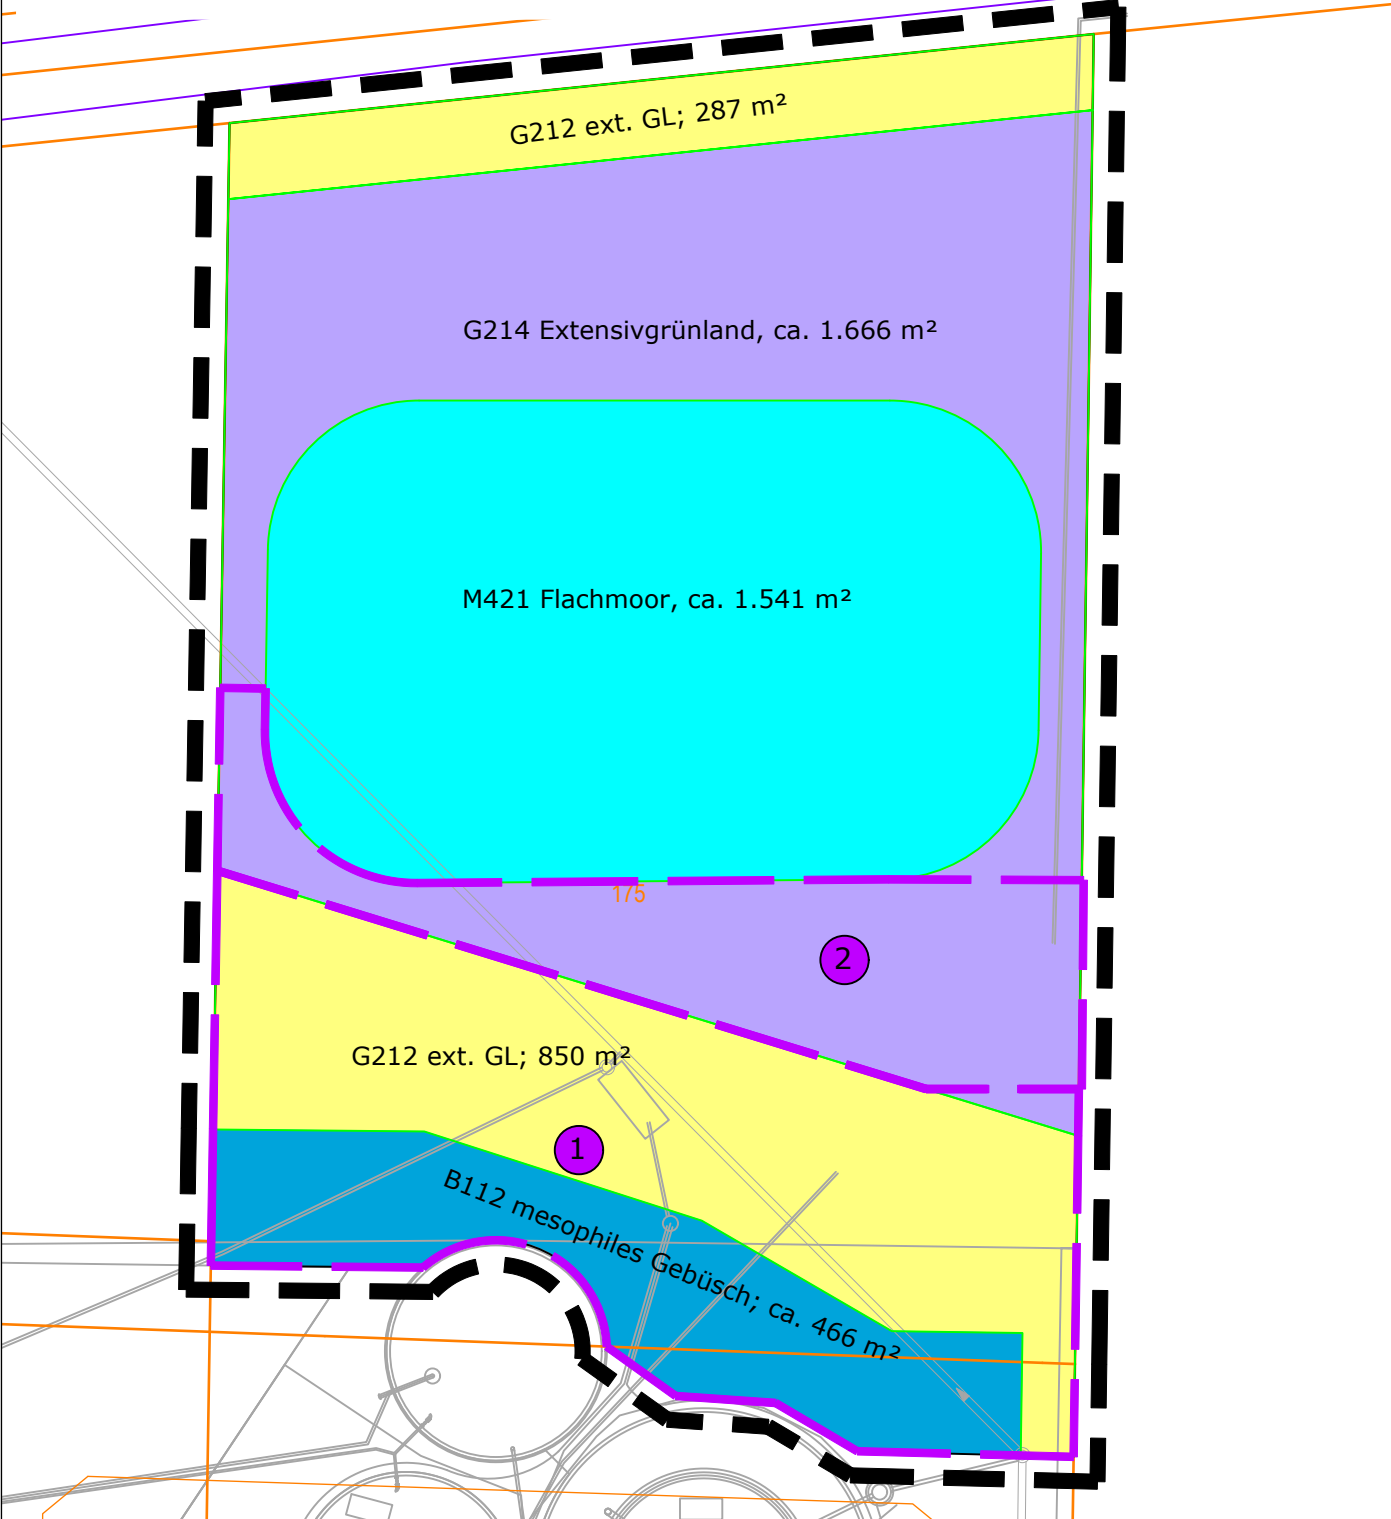 G212 ext. GL; 287 m²
G214 Extensivgrünland, ca. 1.666 m²
M421 Flachmoor, ca. 1.541 m²
175
2
G212 ext. GL; 850 m²
1
B112 mesophiles Gebüsch; ca. 466 m²